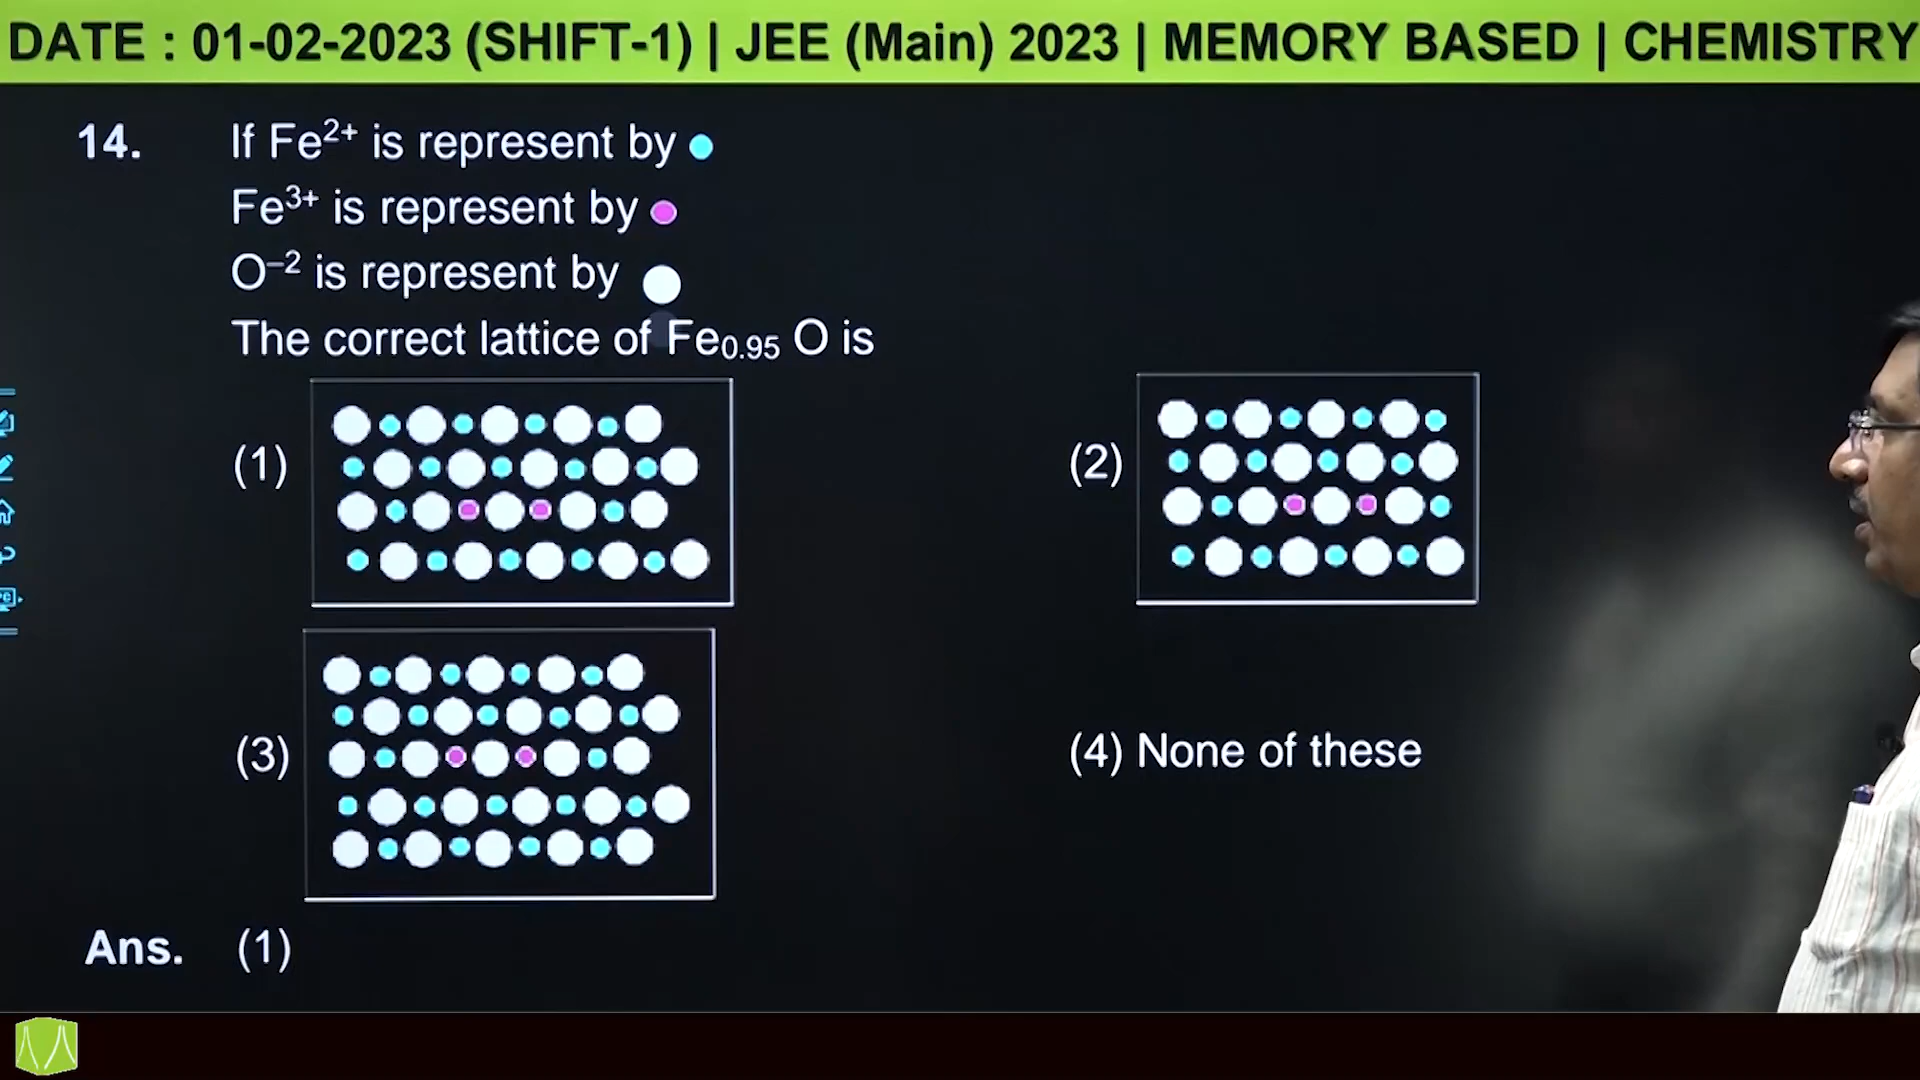 DATE : 01-02-2023 (SHIFT-1) | JEE (Main) 2023 | MEMORY BASED | CHEMISTRY
14. If Fe²⁺ is represent by
Fe³⁺ is represent by
O⁻² is represent by
The correct lattice of Fe₀.₉₅ O is
(1)
(2)
(3)
(4) None of these
Ans. (1)